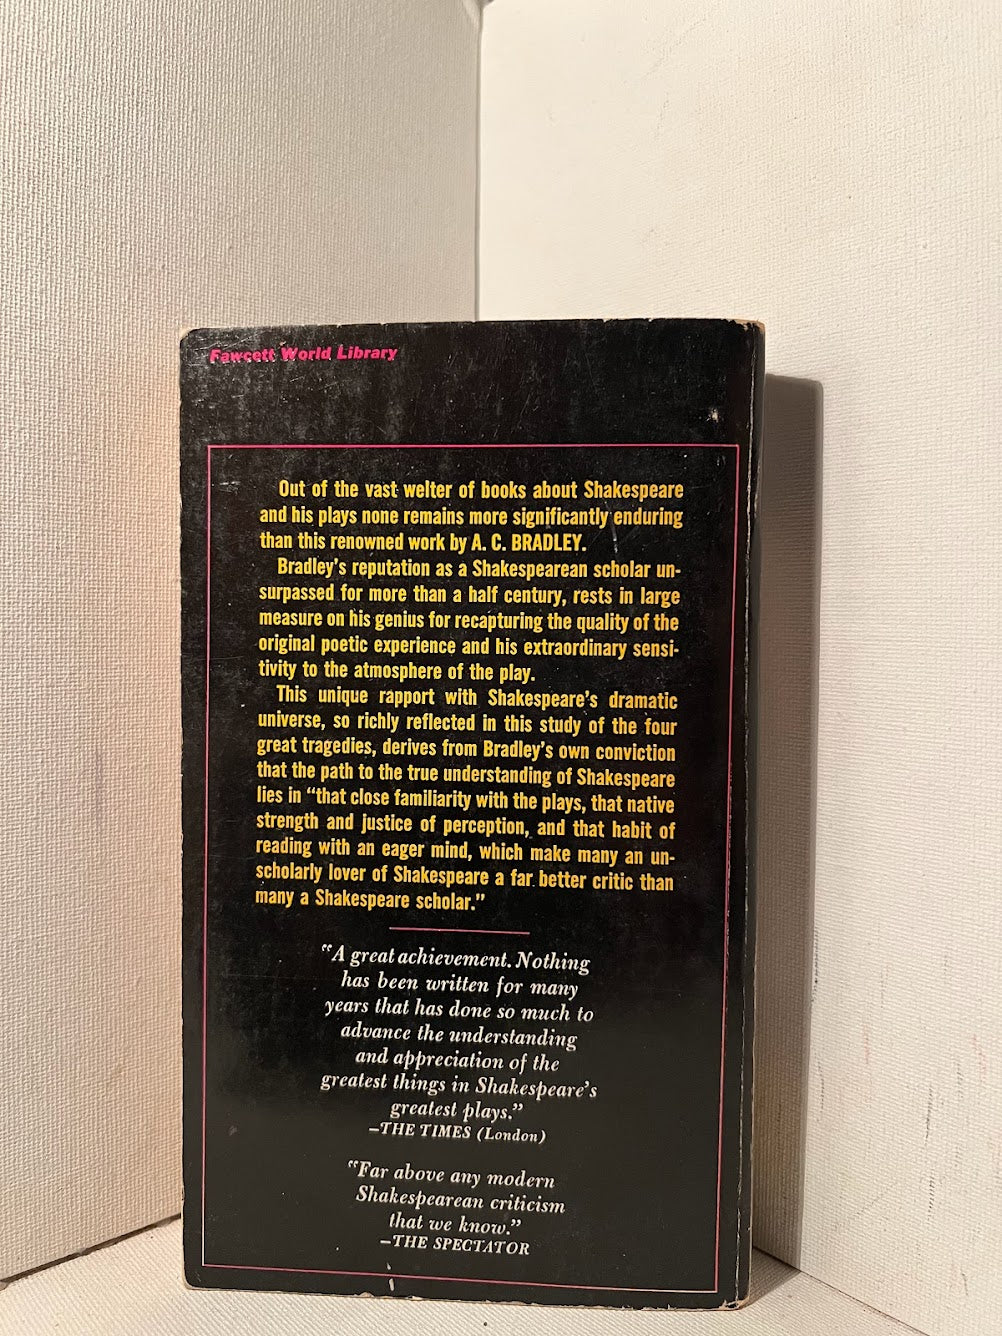 Fawcett World Library
Out of the vast welter of books about Shakespeare
and his plays none remains more significantly enduring
than this renowned work by A. C. BRADLEY.
Bradley's reputation as a Shakespearean scholar un-
surpassed for more than a half century, rests in large
measure on his genius for recapturing the quality of the
original poetic experience and his extraordinary sensi-
tivity to the atmosphere of the play.
This unique rapport with Shakespeare's dramatic
universe, so richly reflected in this study of the four
great tragedies, derives from Bradley's own conviction
that the path to the true understanding of Shakespeare
lies in "that close familiarity with the plays, that native
strength and justice of perception, and that habit of
reading with an eager mind, which make many an un-
scholarly lover of Shakespeare a far better critic than
many a Shakespeare scholar."
"A great achievement. Nothing
has been written for many
years that has done so much to
advance the understanding
and appreciation of the
greatest things in Shakespeare's
greatest plays."
—THE TIMES (London)
"Far above any modern
Shakespearean criticism
that we know."
—THE SPECTATOR